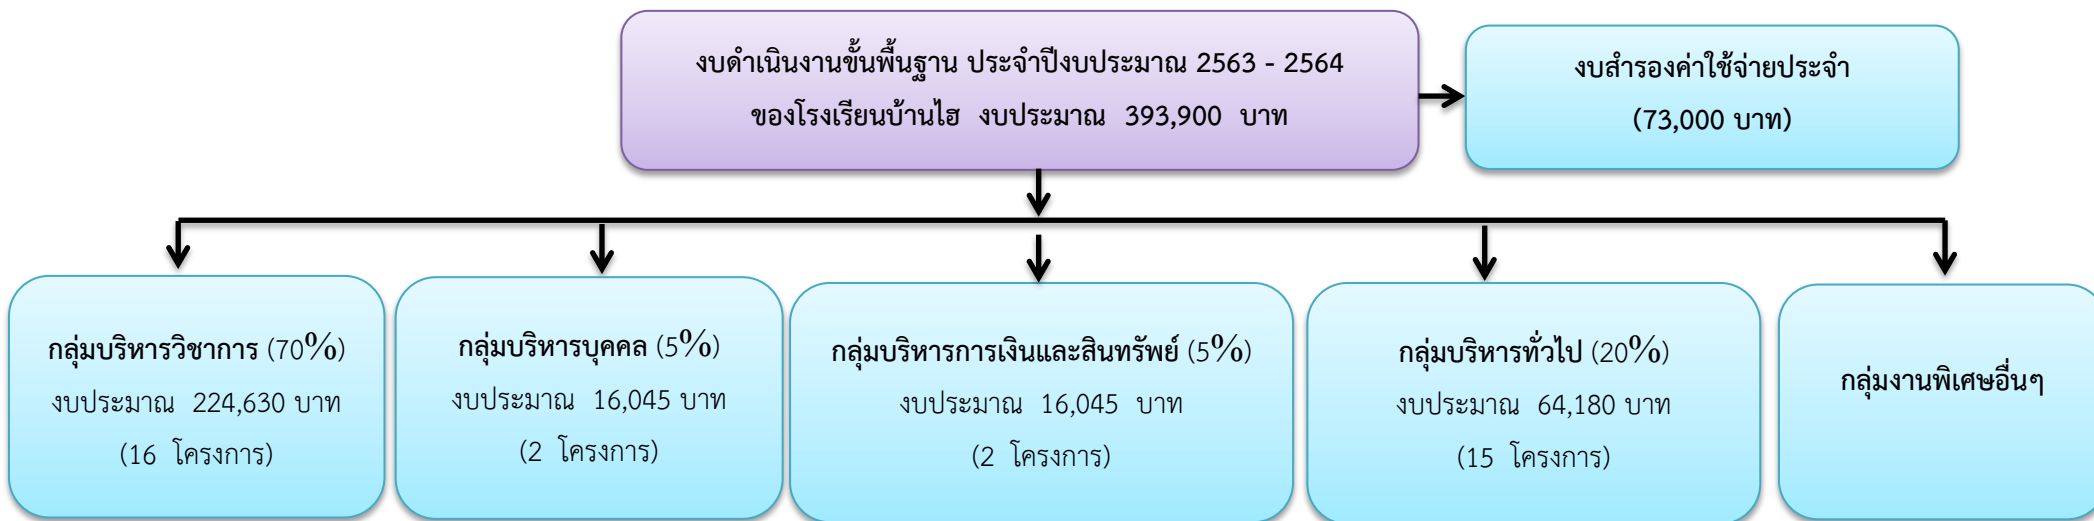 งบดำเนินงานขั้นพื้นฐาน ประจำปีงบประมาณ 2563 - 2564
ของโรงเรียนบ้านไฮ งบประมาณ 393,900 บาท
งบสำรองค่าใช้จ่ายประจำ
(73,000 บาท)
กลุ่มบริหารวิชาการ (70%)
งบประมาณ 224,630 บาท
(16 โครงการ)
กลุ่มบริหารบุคคล (5%)
งบประมาณ 16,045 บาท
(2 โครงการ)
กลุ่มบริหารการเงินและสินทรัพย์ (5%)
งบประมาณ 16,045 บาท
(2 โครงการ)
กลุ่มบริหารทั่วไป (20%)
งบประมาณ 64,180 บาท
(15 โครงการ)
กลุ่มงานพิเศษอื่นๆ